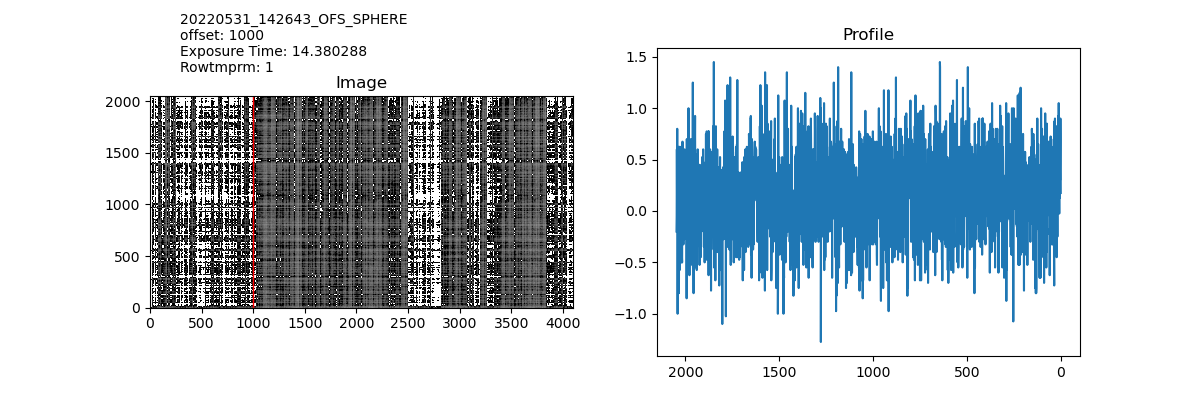 20220531_142643_OFS_SPHERE
offset: 1000
Exposure Time: 14.380288
Rowtmprm: 1
Image
2000
1500
1000
500
0
0 500 1000 1500 2000 2500 3000 3500 4000
Profile
1.5
1.0
0.5
0.0
−0.5
−1.0
2000 1500 1000 500 0